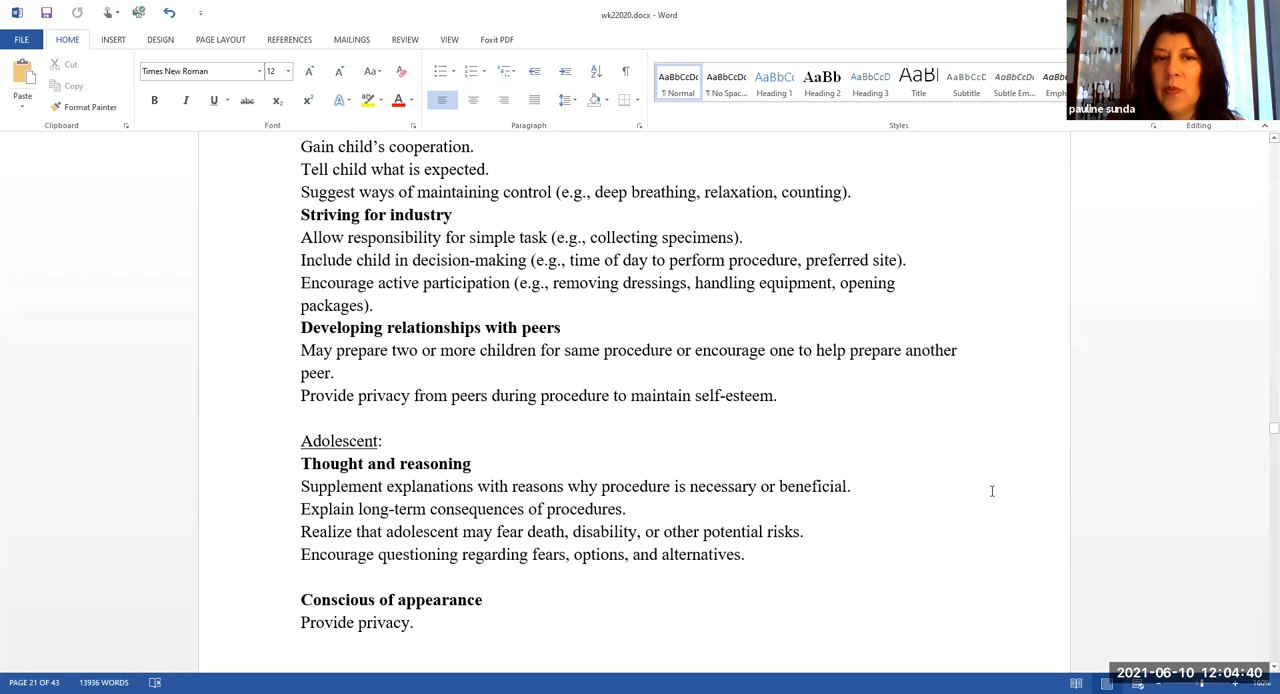 wk22020.docx - Word
FILE HOME INSERT DESIGN PAGE LAYOUT REFERENCES MAILINGS REVIEW VIEW Foxit PDF
Paste
Cut
Copy
Format Painter
Clipboard
Times New Roman 12
Font
Paragraph
AaBbCcDc AaBbCcDc AaBbCc AaBb AaBbCcD AaB AaBbCcD AaBbCcDc
¶ Normal ¶ No Spac... Heading 1 Heading 2 Heading 3 Title Subtitle Subtle Em...
Styles
Editing
pauline sunda
Gain child’s cooperation.
Tell child what is expected.
Suggest ways of maintaining control (e.g., deep breathing, relaxation, counting).
Striving for industry
Allow responsibility for simple task (e.g., collecting specimens).
Include child in decision-making (e.g., time of day to perform procedure, preferred site).
Encourage active participation (e.g., removing dressings, handling equipment, opening
packages).
Developing relationships with peers
May prepare two or more children for same procedure or encourage one to help prepare another
peer.
Provide privacy from peers during procedure to maintain self-esteem.
Adolescent:
Thought and reasoning
Supplement explanations with reasons why procedure is necessary or beneficial.
Explain long-term consequences of procedures.
Realize that adolescent may fear death, disability, or other potential risks.
Encourage questioning regarding fears, options, and alternatives.
Conscious of appearance
Provide privacy.
2021-06-10 12:04:40
PAGE 21 OF 43 13936 WORDS